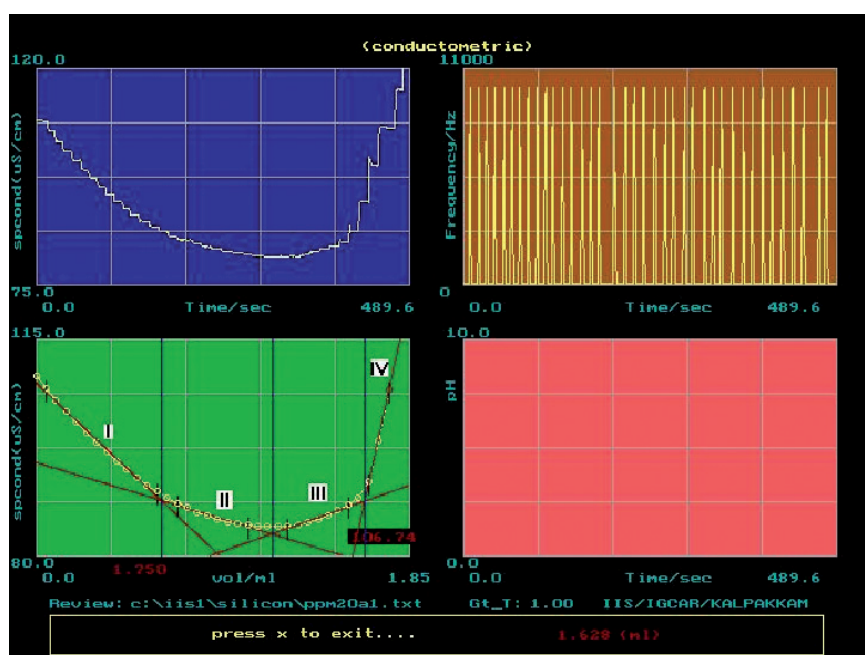 (conductometric)
120.0
11000
spcond(uS/cm)
Frequency/Hz
75.0
0
0.0 Time/sec 489.6
0.0 Time/sec 489.6
115.0
10.0
spcond(uS/cm)
pH
I
II
III
IV
106.74
80.0
1.750
0.0
0.0 vol/ml 1.85
0.0 Time/sec 489.6
Review: c:\iis1\silicon\ppm20a1.txt Gt_T: 1.00 IIS/IGCAR/KALPAKKAM
press x to exit.... 1.628 (ml)